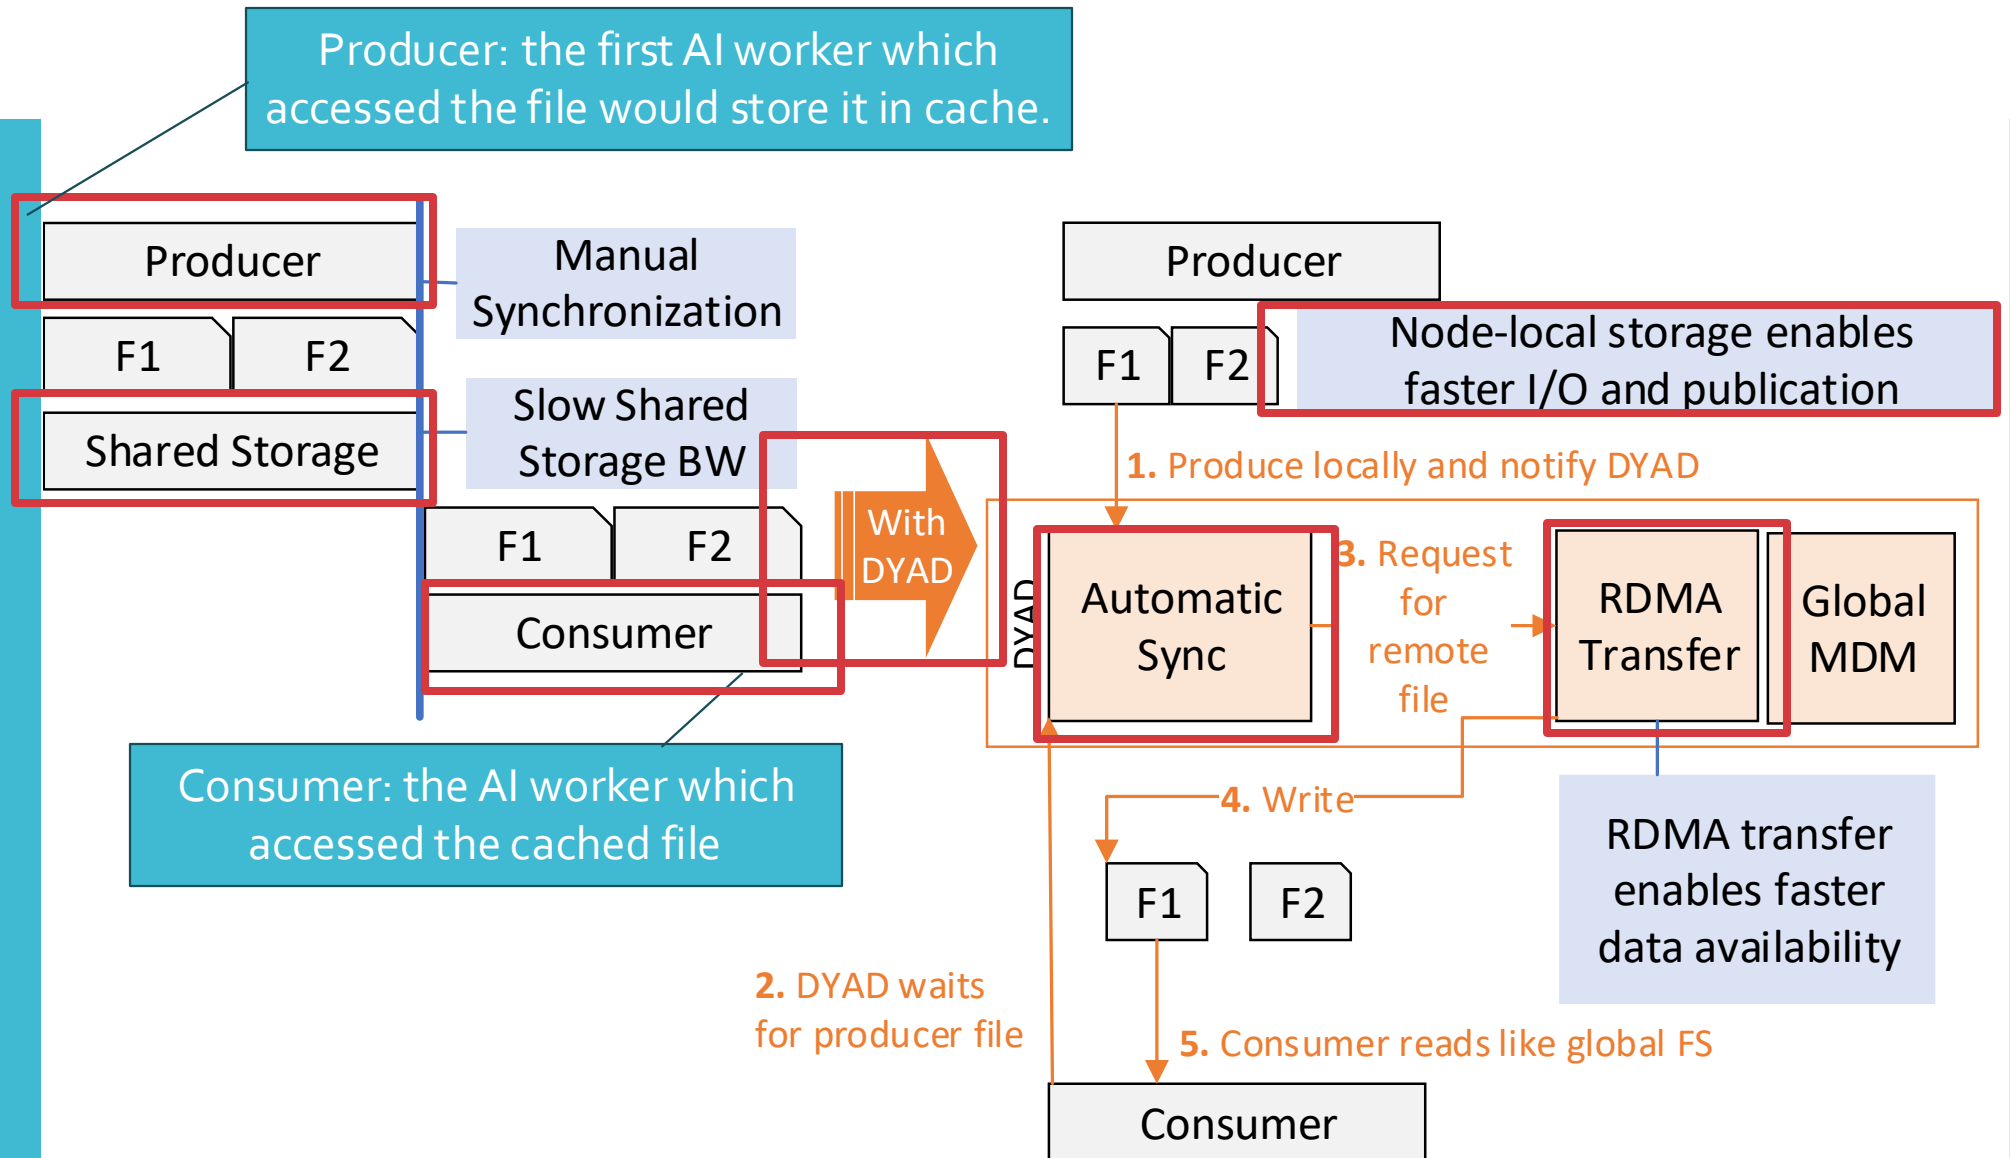 Producer: the first AI worker which
accessed the file would store it in cache.
Producer
Manual
Synchronization
F1
F2
Shared Storage
Slow Shared
Storage BW
F1
F2
Consumer
With
DYAD
Consumer: the AI worker which
accessed the cached file
Producer
F1
F2
Node-local storage enables
faster I/O and publication
1. Produce locally and notify DYAD
DYAD
Automatic
Sync
3. Request
for
remote
file
RDMA
Transfer
Global
MDM
4. Write
RDMA transfer
enables faster
data availability
F1
F2
2. DYAD waits
for producer file
5. Consumer reads like global FS
Consumer